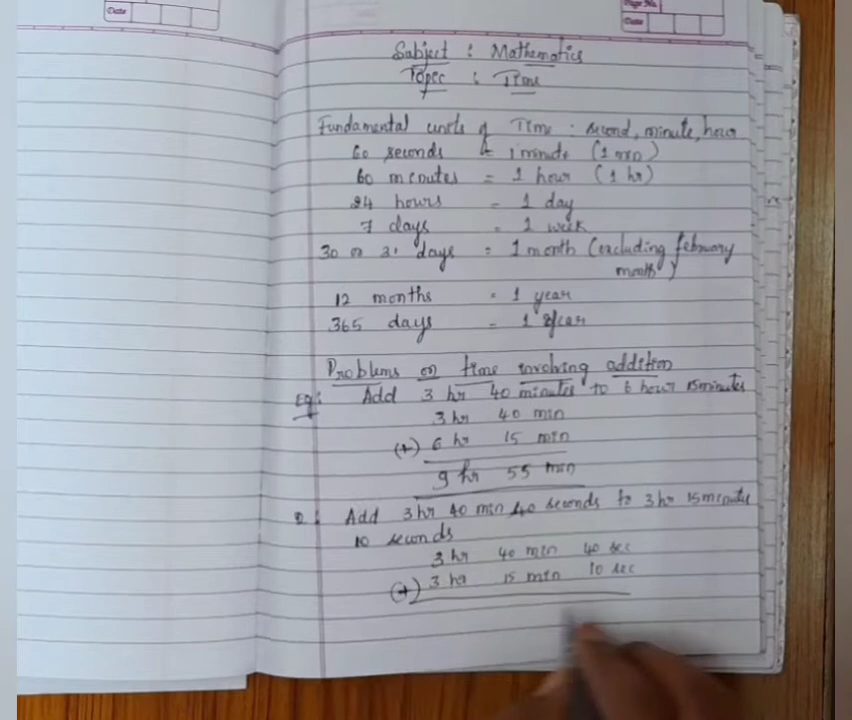 Date
Page No.
Date
Subject : Mathematics
Topic : Time
Fundamental units of Time : second, minute, hour
60 seconds = 1 minute (1 min)
60 minutes = 1 hour (1 hr)
24 hours = 1 day
7 days = 1 week
30 or 31 days = 1 month (excluding february
month)
12 months = 1 year
365 days = 1 year
Problems on time involving addition
Eg: Add 3 hr 40 minutes to 6 hour 15minutes
3 hr 40 min
(+) 6 hr 15 min
9 hr 55 min
2: Add 3 hr 40 min 40 seconds to 3 hr 15 minutes
10 seconds
3 hr 40 min 40 sec
(+) 3 hr 15 min 10 sec